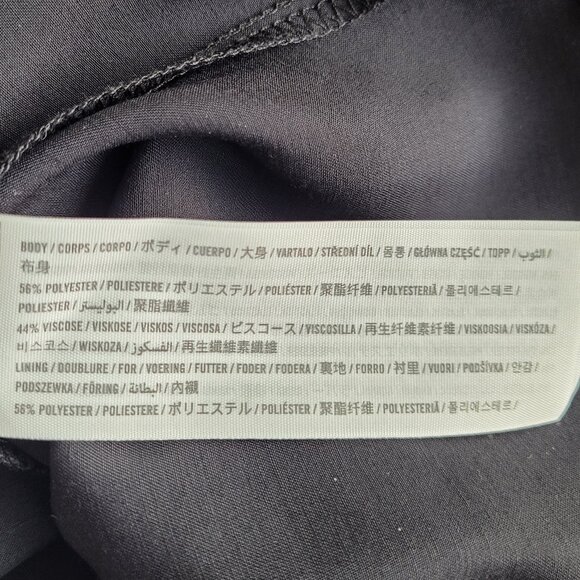 BODY / CORPS / CORPO / ボディ / CUERPO / 大身 / VARTALO / STŘEDNÍ DÍL / 몸통 / GŁÓWNA CZĘŚĆ / TOPP / الثوب /
布身
56% POLYESTER / POLIESTERE / ポリエステル / POLIÉSTER / 聚酯纤维 / POLYESTERIÄ / 폴리에스테르 /
POLIESTER / البوليستر / 聚脂纖維
44% VISCOSE / VISKOSE / VISKOS / VISCOSA / ビスコース / VISCOSILLA / 再生纤维素纤维 / VISKOOSIA / VISKÓZA /
비스코스 / WISKOZA / الفسكوز / 再生纖維素纖維
LINING / DOUBLURE / FOR / VOERING / FUTTER / FODER / FODERA / 裏地 / FORRO / 衬里 / VUORI / PODŠÍVKA / 안감 /
PODSZEWKA / FÔRING / البطانة / 內襯
56% POLYESTER / POLIESTERE / ポリエステル / POLIÉSTER / 聚酯纤维 / POLYESTERIÄ / 폴리에스테르 /